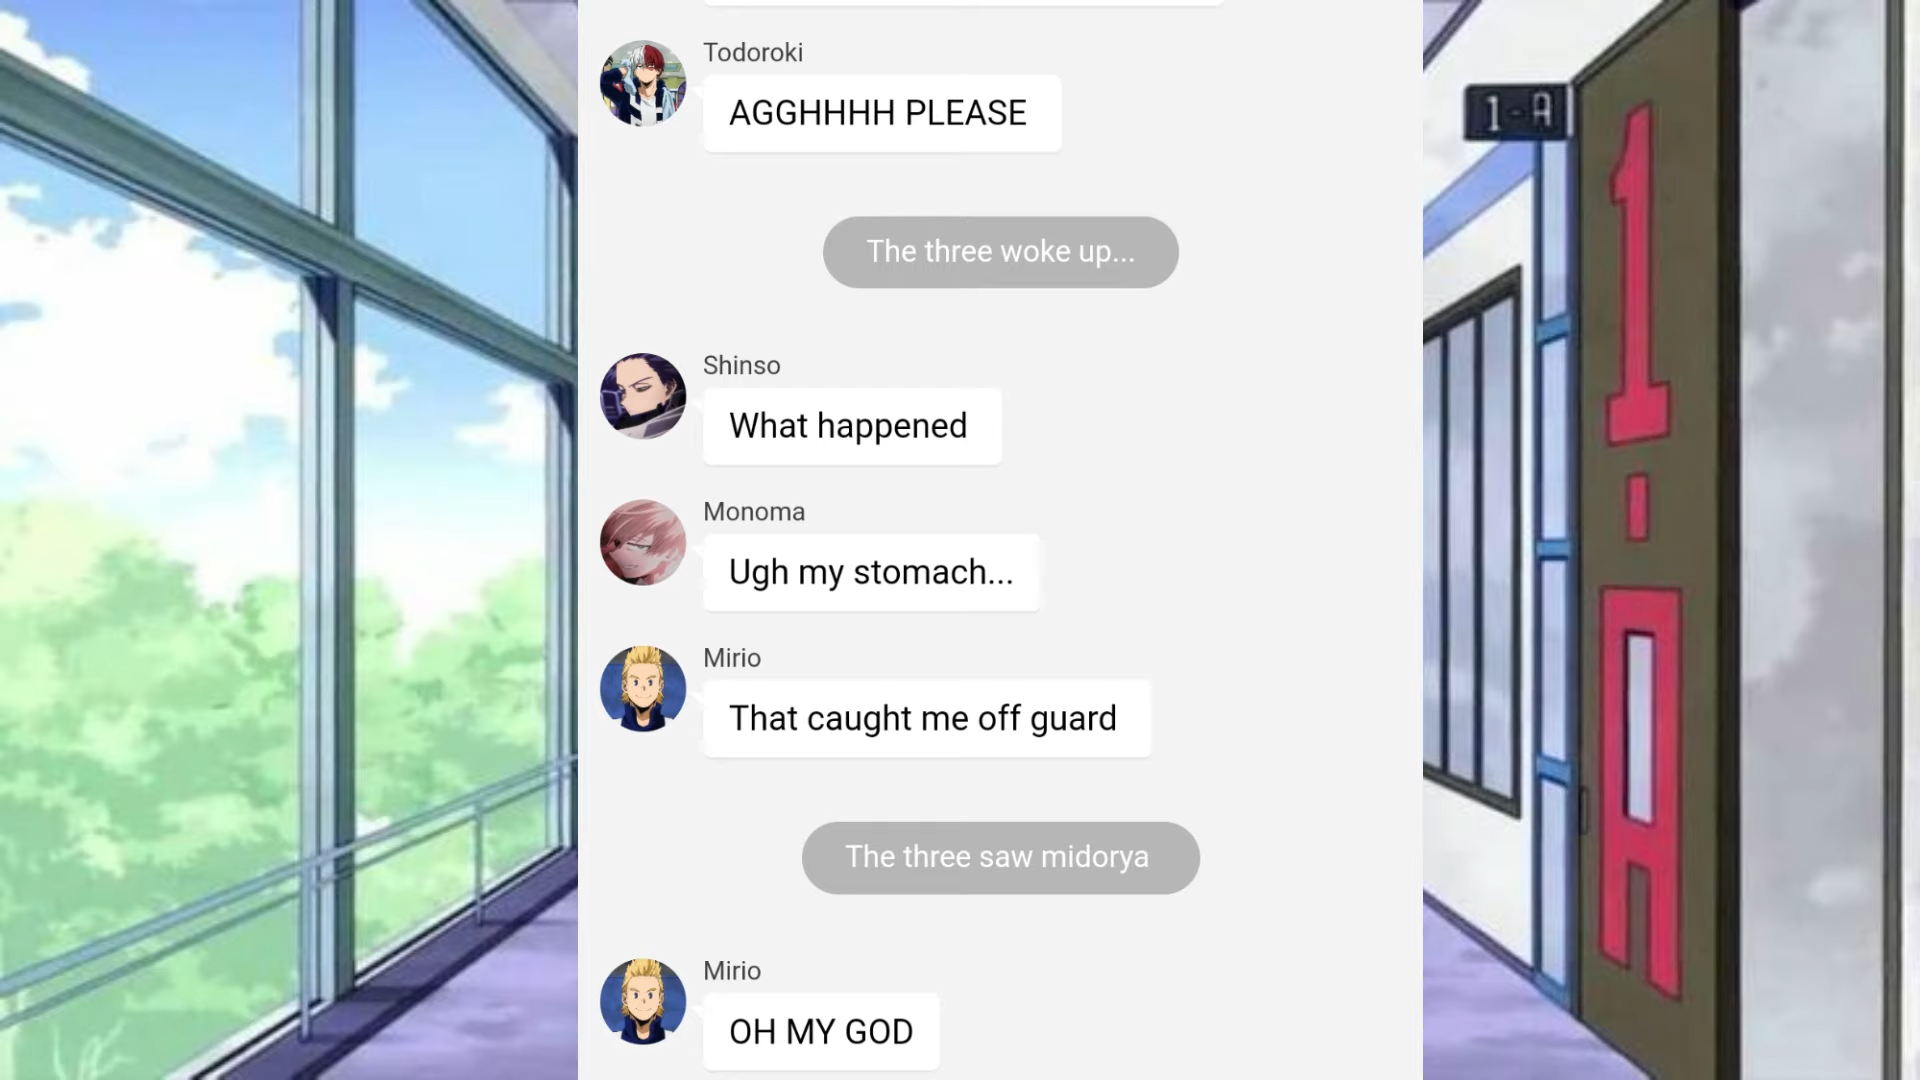 Todoroki
AGGHHHH PLEASE
The three woke up...
Shinso
What happened
Monoma
Ugh my stomach...
Mirio
That caught me off guard
The three saw midorya
Mirio
OH MY GOD
1-A
1-A